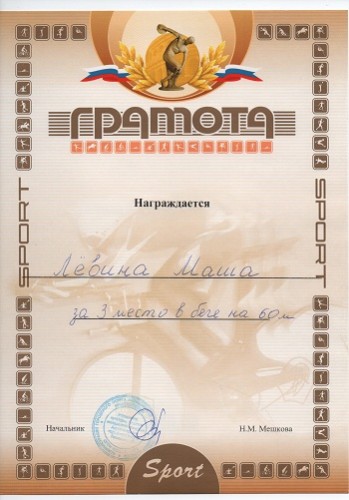 грамота
Награждается
Лёвина Маша
за 3 место в беге на 60 м
SPORT
SPORT
Начальник Н.М. Мешкова
Sport